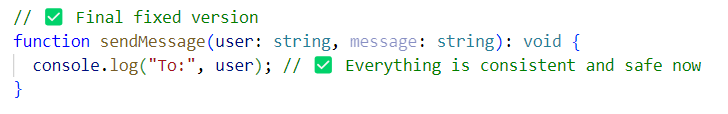 // ✅ Final fixed version
function sendMessage(user: string, message: string): void {
  console.log("To:", user); // ✅ Everything is consistent and safe now
}